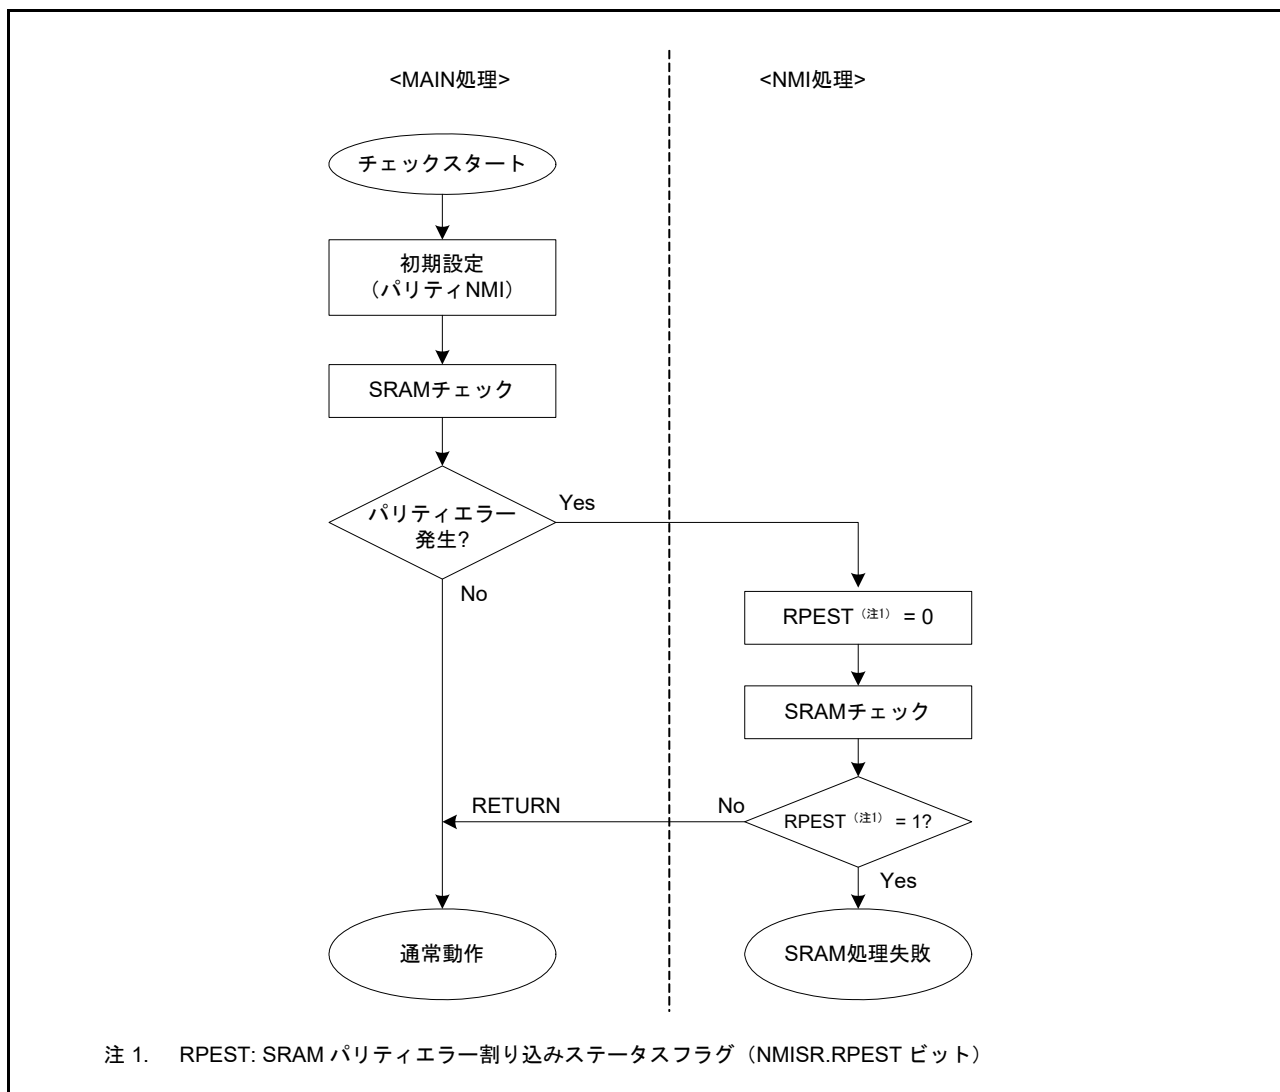 <MAIN処理>
<NMI処理>
チェックスタート
初期設定
(パリティNMI)
SRAMチェック
パリティエラー
発生?
Yes
No
RPEST (注1) = 0
SRAMチェック
RPEST (注1) = 1?
No
RETURN
Yes
通常動作
SRAM処理失敗
注 1. RPEST: SRAM パリティエラー割り込みステータスフラグ（NMISR.RPEST ビット）